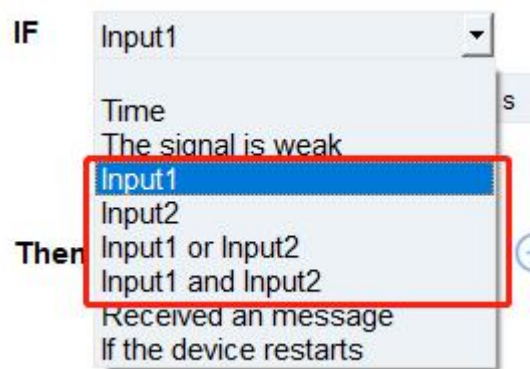 IF
Input1
s
Time
The signal is weak
Input1
Input2
Then
Input1 or Input2
Input1 and Input2
Received an message
If the device restarts